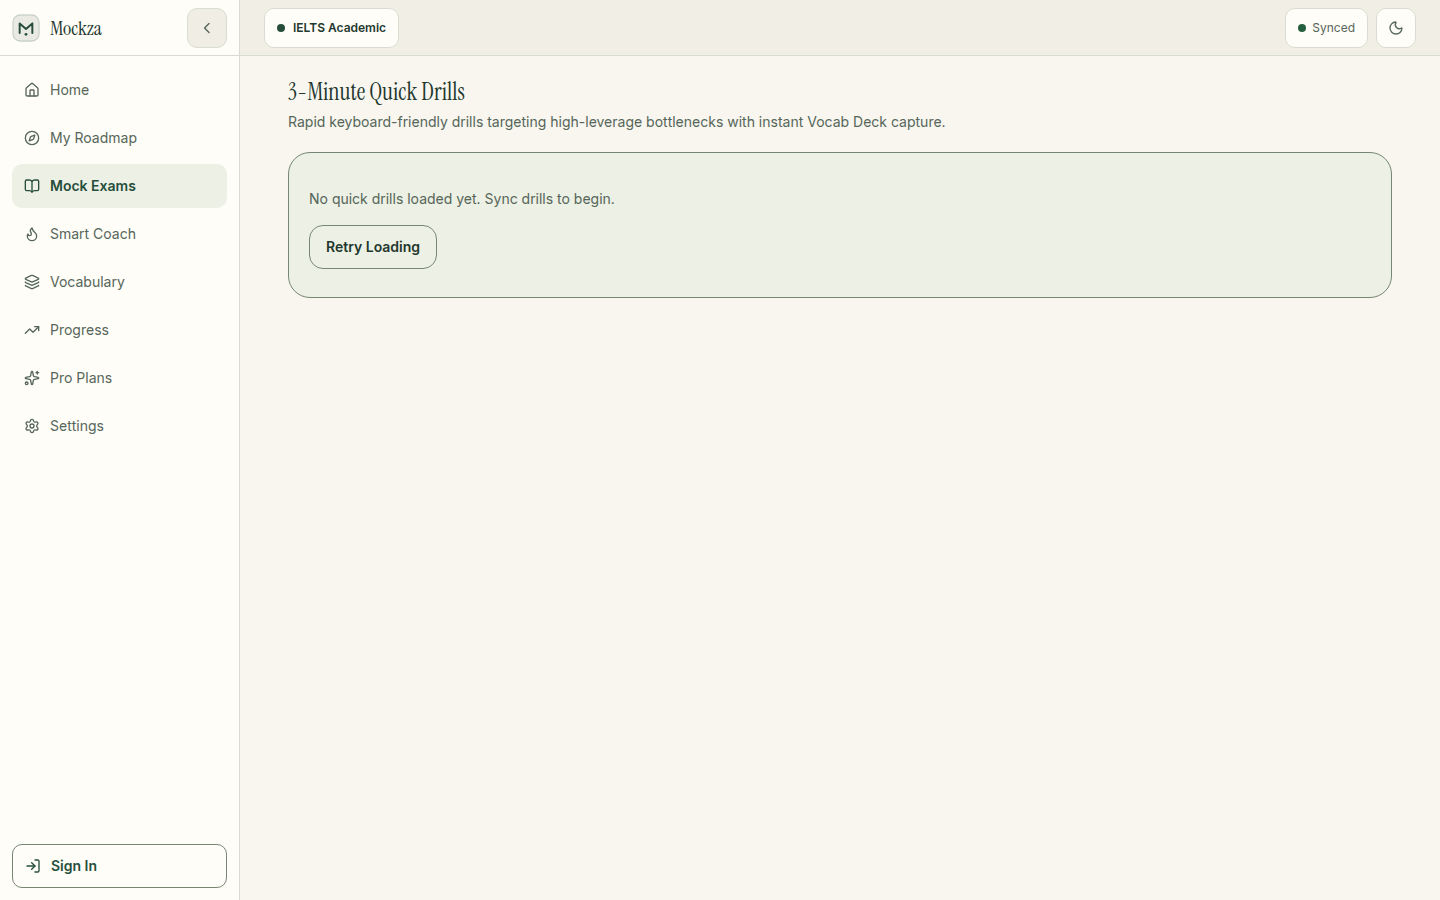 Mockza
IELTS Academic
Synced
Home
My Roadmap
Mock Exams
Smart Coach
Vocabulary
Progress
Pro Plans
Settings
Sign In
3-Minute Quick Drills
Rapid keyboard-friendly drills targeting high-leverage bottlenecks with instant Vocab Deck capture.
No quick drills loaded yet. Sync drills to begin.
Retry Loading